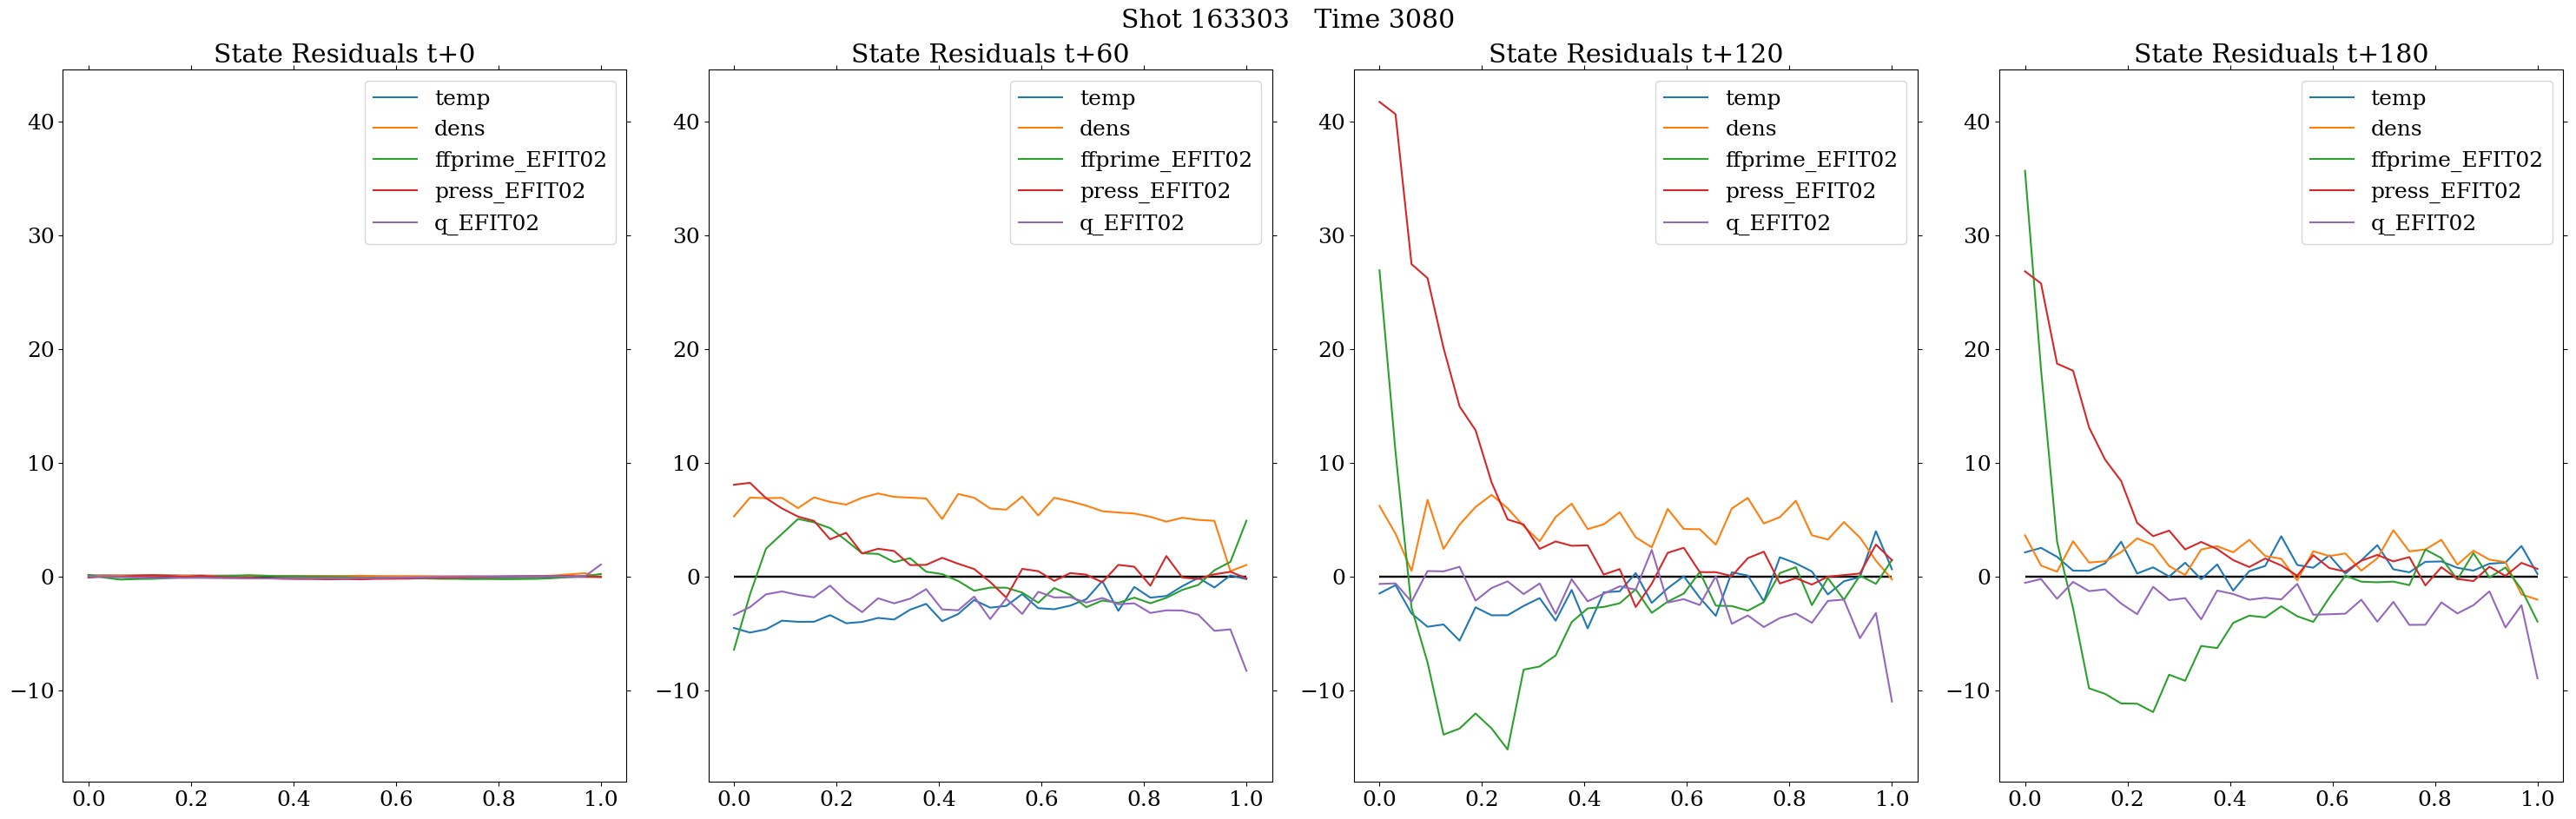 Shot 163303   Time 3080
State Residuals t+0
40
30
20
10
0
−10
0.0 0.2 0.4 0.6 0.8 1.0
temp
dens
ffprime_EFIT02
press_EFIT02
q_EFIT02
State Residuals t+60
40
30
20
10
0
−10
0.0 0.2 0.4 0.6 0.8 1.0
temp
dens
ffprime_EFIT02
press_EFIT02
q_EFIT02
State Residuals t+120
40
30
20
10
0
−10
0.0 0.2 0.4 0.6 0.8 1.0
temp
dens
ffprime_EFIT02
press_EFIT02
q_EFIT02
State Residuals t+180
40
30
20
10
0
−10
0.0 0.2 0.4 0.6 0.8 1.0
temp
dens
ffprime_EFIT02
press_EFIT02
q_EFIT02